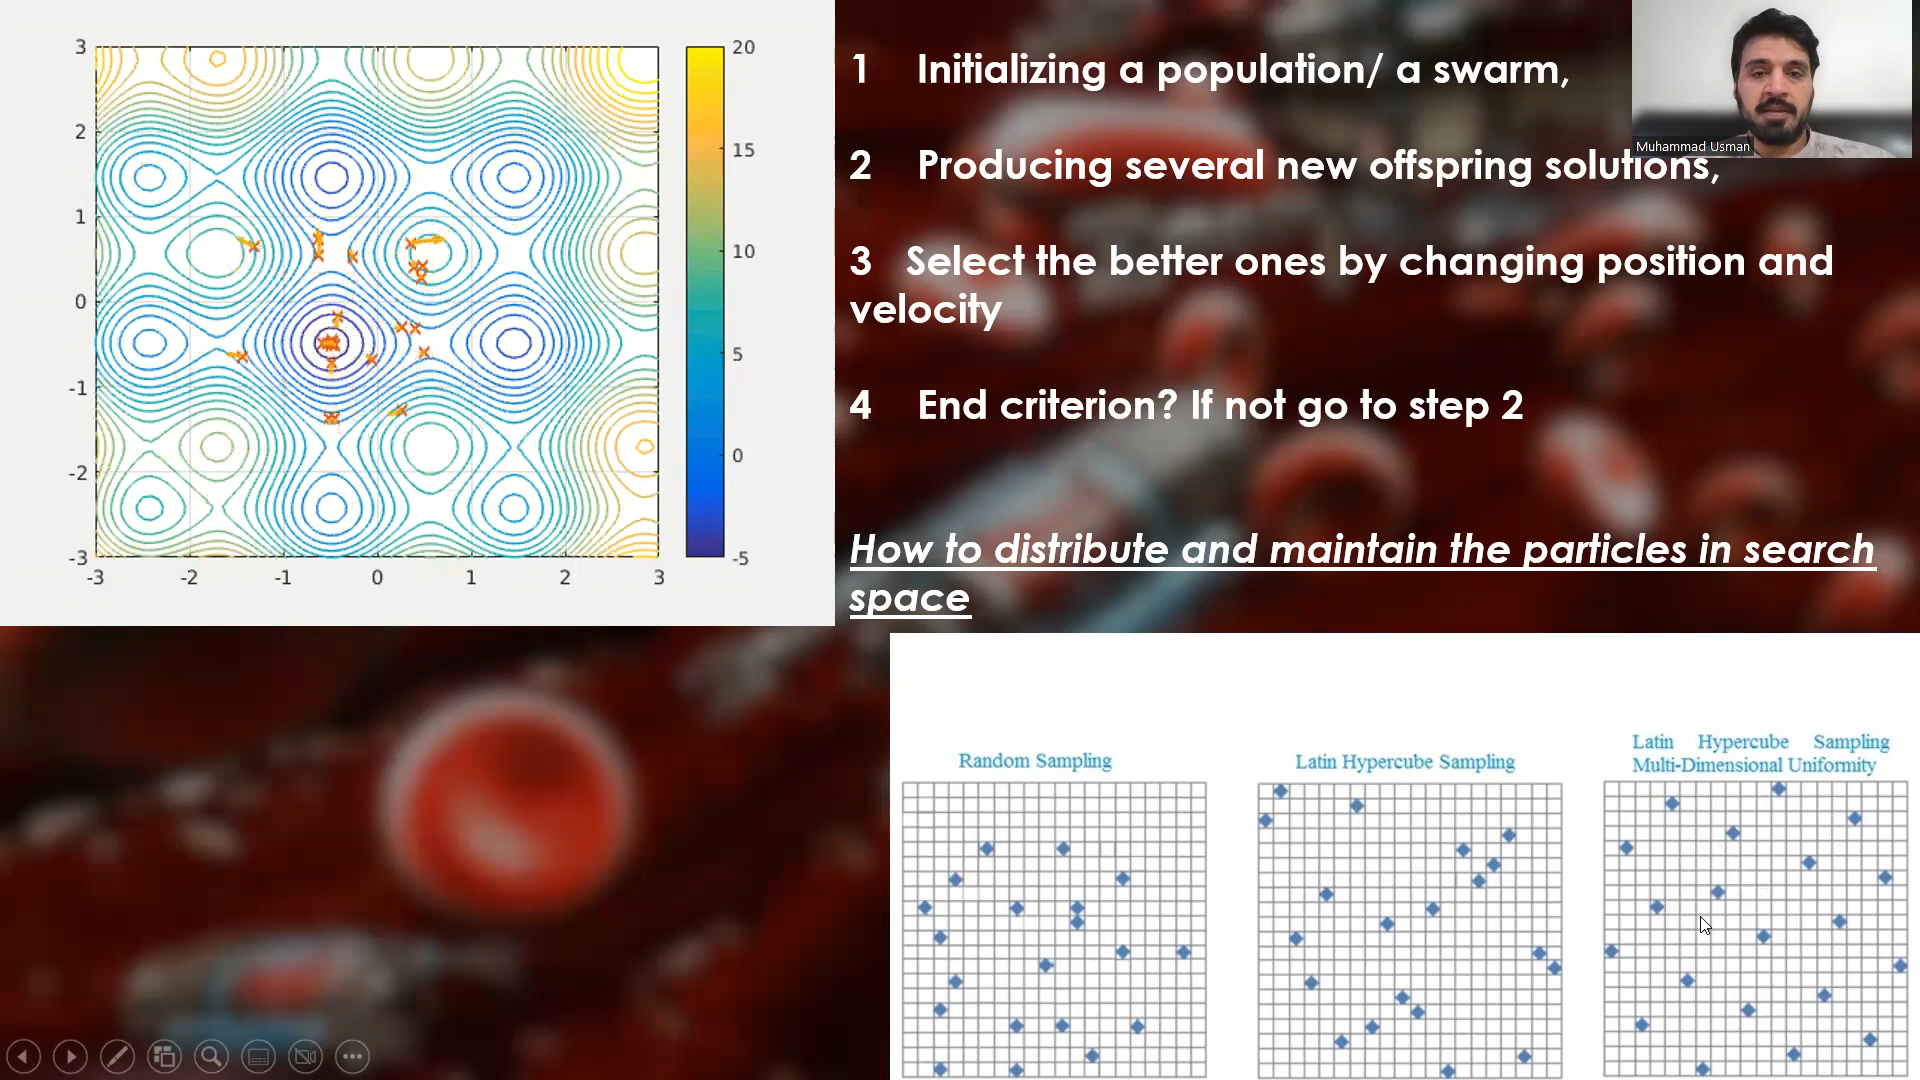 3
2
1
0
-1
-2
-3
-3 -2 -1 0 1 2 3
20
15
10
5
0
-5
1 Initializing a population/ a swarm,
2 Producing several new offspring solutions,
3 Select the better ones by changing position and
velocity
4 End criterion? If not go to step 2
How to distribute and maintain the particles in search
space
Muhammad Usman
Random Sampling
Latin Hypercube Sampling
Latin Hypercube Sampling
Multi-Dimensional Uniformity